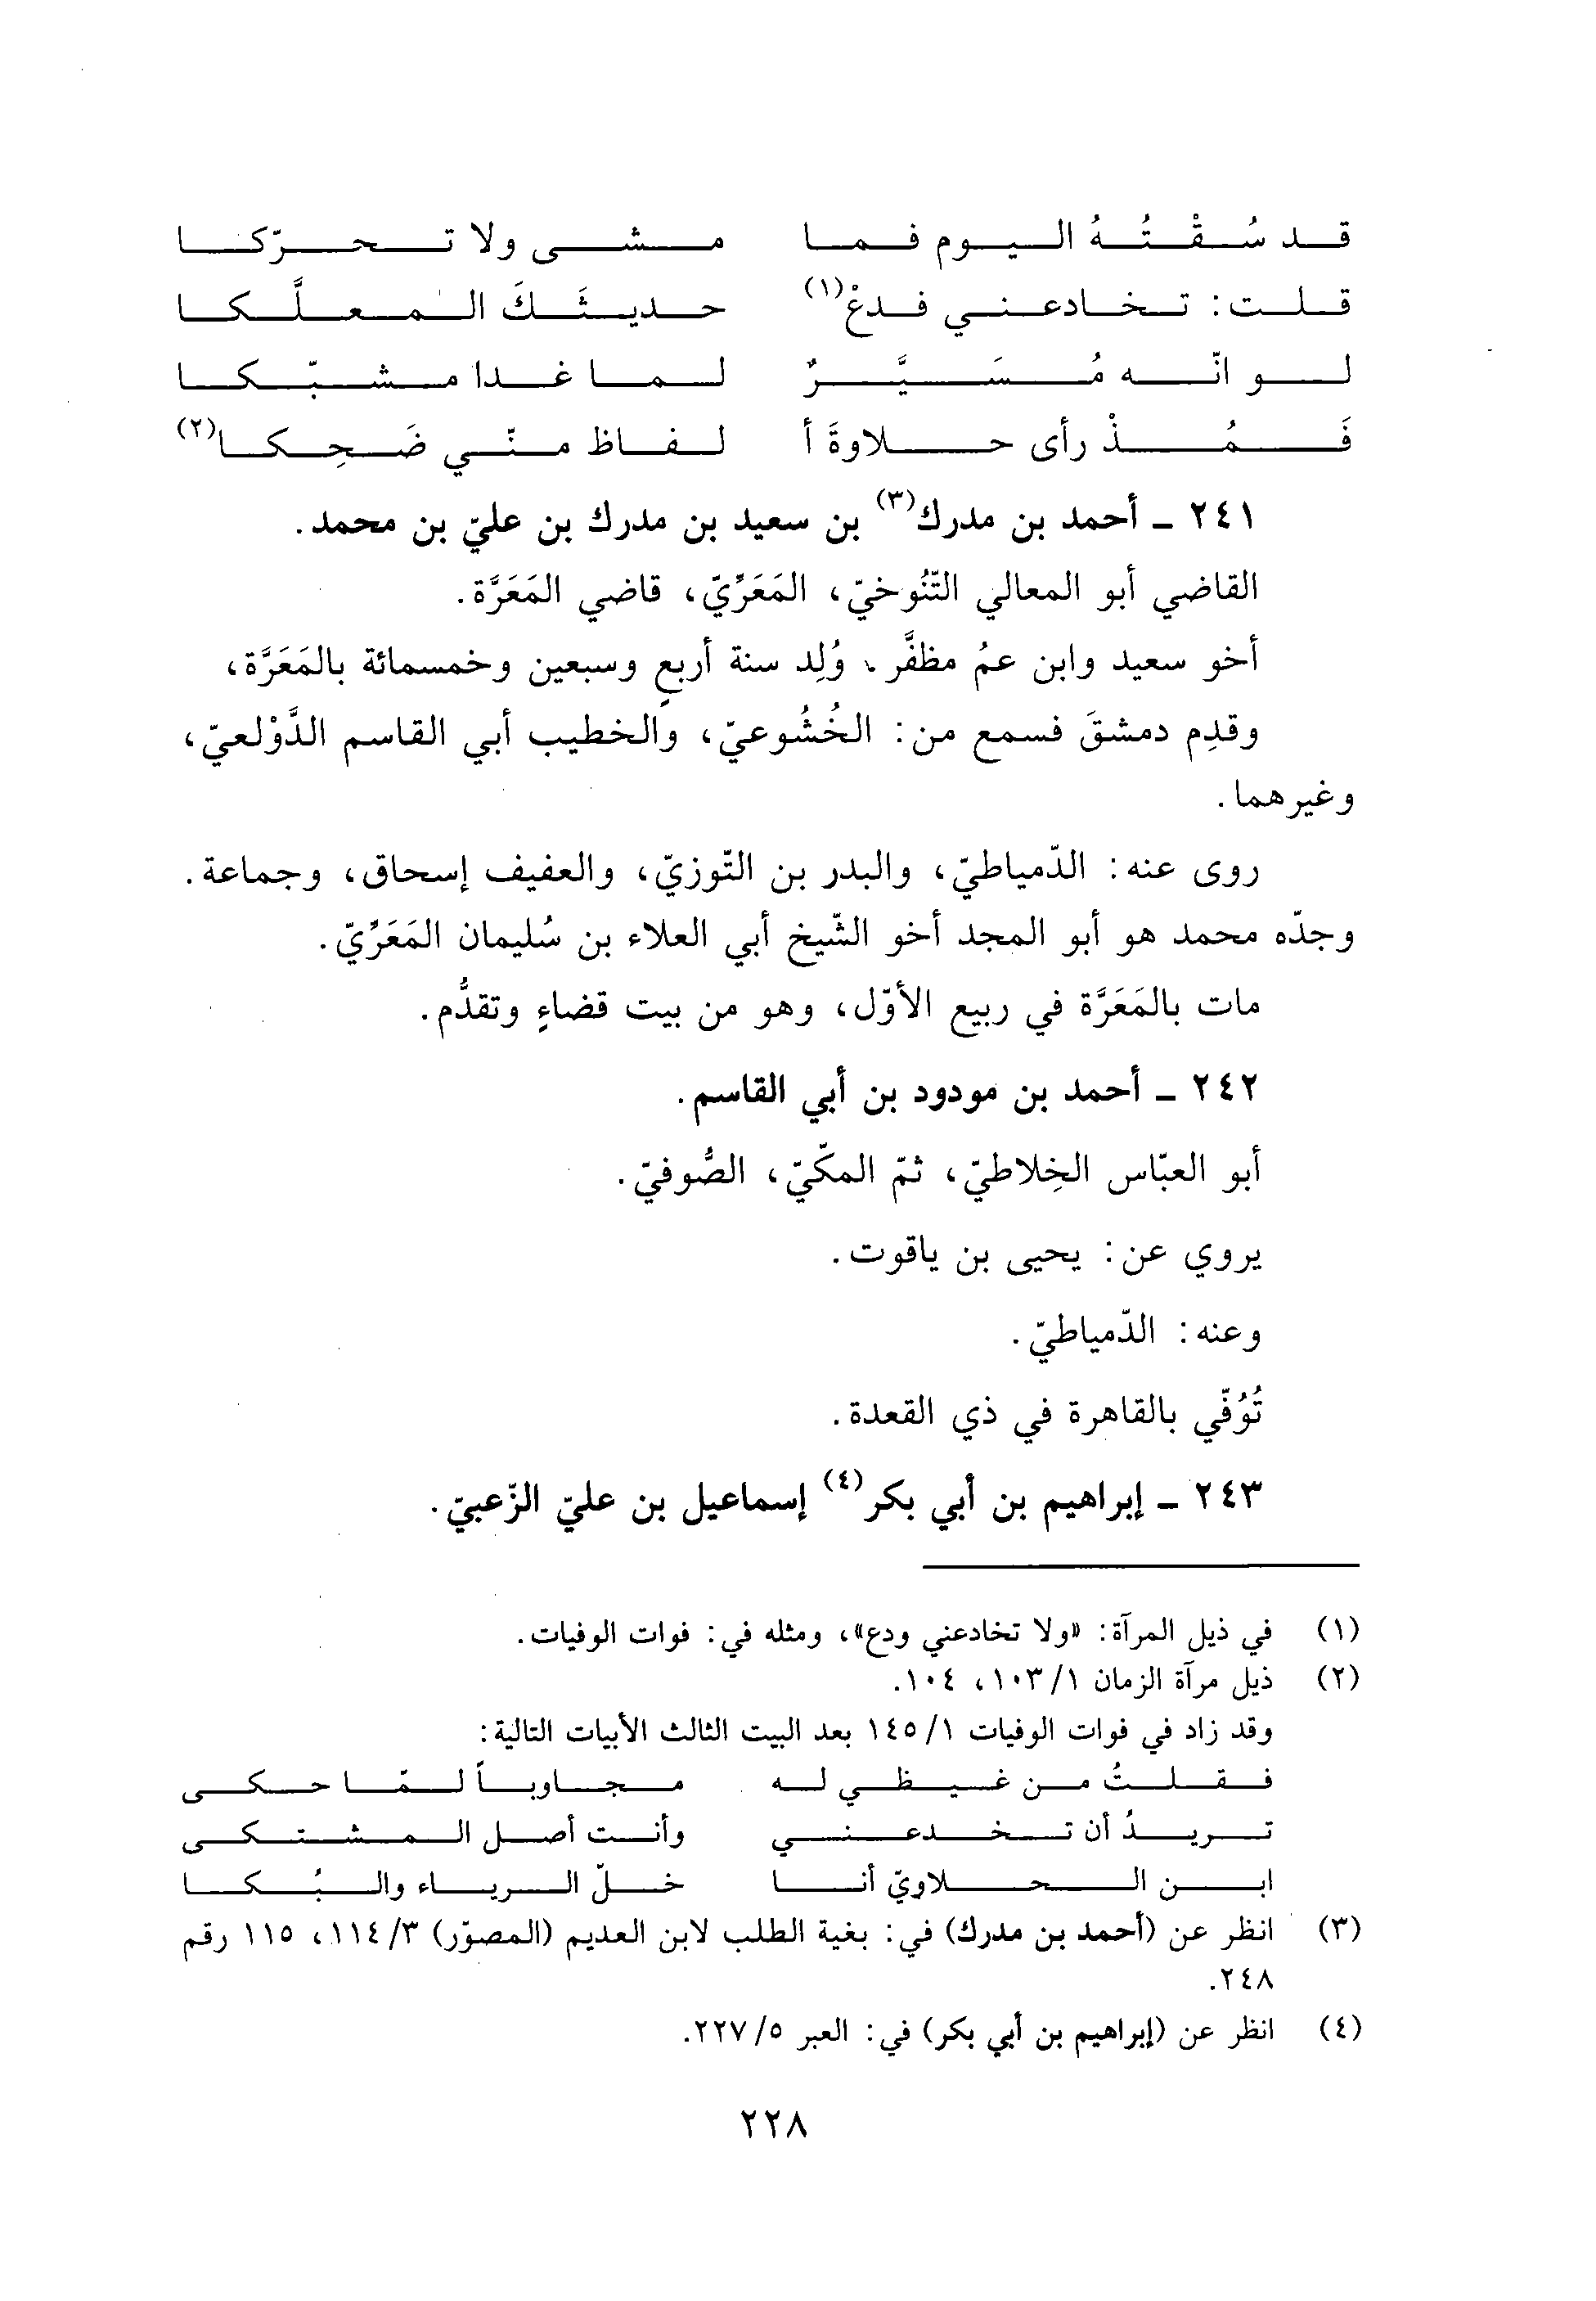 قد سُقْتُهُ اليوم فما مشى ولا تحرّكا
قلت: تخادعني فدعْ(١) حديثَكَ المعلَّكا
لو انّه مُسَيَّرٌ لما غدا مشبّكا
فَمُذْ رأى حلاوةَ أ لفاظ منّي ضَحِكا(٢)
٢٤١ ـ أحمد بن مدرك(٣) بن سعيد بن مدرك بن عليّ بن محمد.
القاضي أبو المعالي التّنُوخيّ، المَعَرِّيّ، قاضي المَعَرَّة.
أخو سعيد وابن عمُ مظفَّر، وُلِد سنة أربعٍ وسبعين وخمسمائة بالمَعَرَّة،
وقدِم دمشقَ فسمع من: الخُشُوعيّ، والخطيب أبي القاسم الدَّوْلعيّ،
وغيرهما.
روى عنه: الدّمياطيّ، والبدر بن التّوزيّ، والعفيف إسحاق، وجماعة.
وجدّه محمد هو أبو المجد أخو الشّيخ أبي العلاء بن سُليمان المَعَرِّيّ.
مات بالمَعَرَّة في ربيع الأوّل، وهو من بيت قضاءٍ وتقدُّم.
٢٤٢ ـ أحمد بن مودود بن أبي القاسم.
أبو العبّاس الخِلاطيّ، ثمّ المكّيّ، الصُّوفيّ.
يروي عن: يحيى بن ياقوت.
وعنه: الدّمياطيّ.
تُوُفّي بالقاهرة في ذي القعدة.
٢٤٣ ـ إبراهيم بن أبي بكر(٤) إسماعيل بن عليّ الزّعبيّ.
(١) في ذيل المرآة: «ولا تخادعني ودع»، ومثله في: فوات الوفيات.
(٢) ذيل مرآة الزمان ١/١٠٣، ١٠٤.
وقد زاد في فوات الوفيات ١/١٤٥ بعد البيت الثالث الأبيات التالية:
فقلتُ من غيظي له مجاوباً لمّا حكى
تريدُ أن تخدعني وأنت أصل المشتكى
ابن الحلاويّ أنا خلّ الرياء والبُكا
(٣) انظر عن (أحمد بن مدرك) في: بغية الطلب لابن العديم (المصوّر) ٣/١١٤، ١١٥ رقم
٢٤٨.
(٤) انظر عن (إبراهيم بن أبي بكر) في: العبر ٥/٢٢٧.
٢٢٨